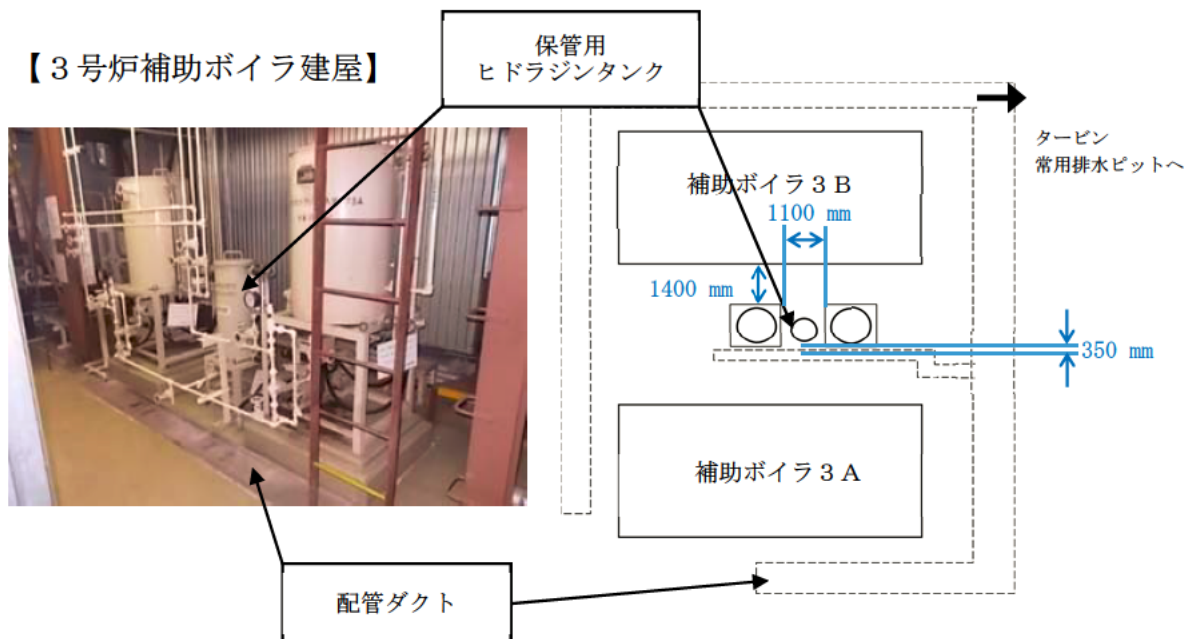 【３号炉補助ボイラ建屋】
保管用
ヒドラジンタンク
タービン
常用排水ピットへ
補助ボイラ３Ｂ
1100 mm
1400 mm
350 mm
補助ボイラ３Ａ
配管ダクト